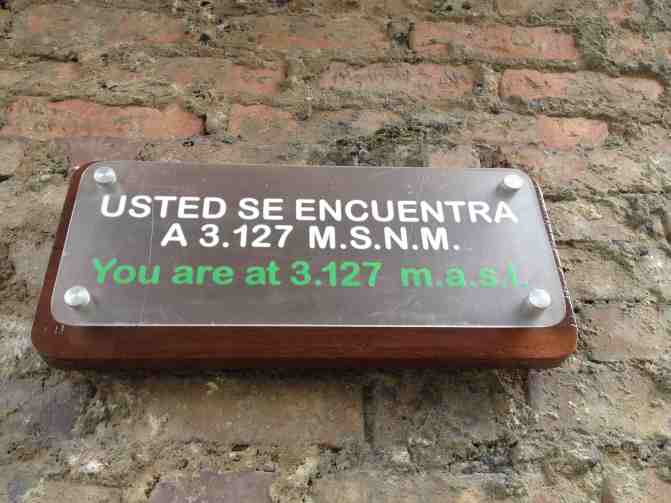 USTED SE ENCUENTRA
A 3.127 M.S.N.M.
You are at 3.127 m.a.s.l.